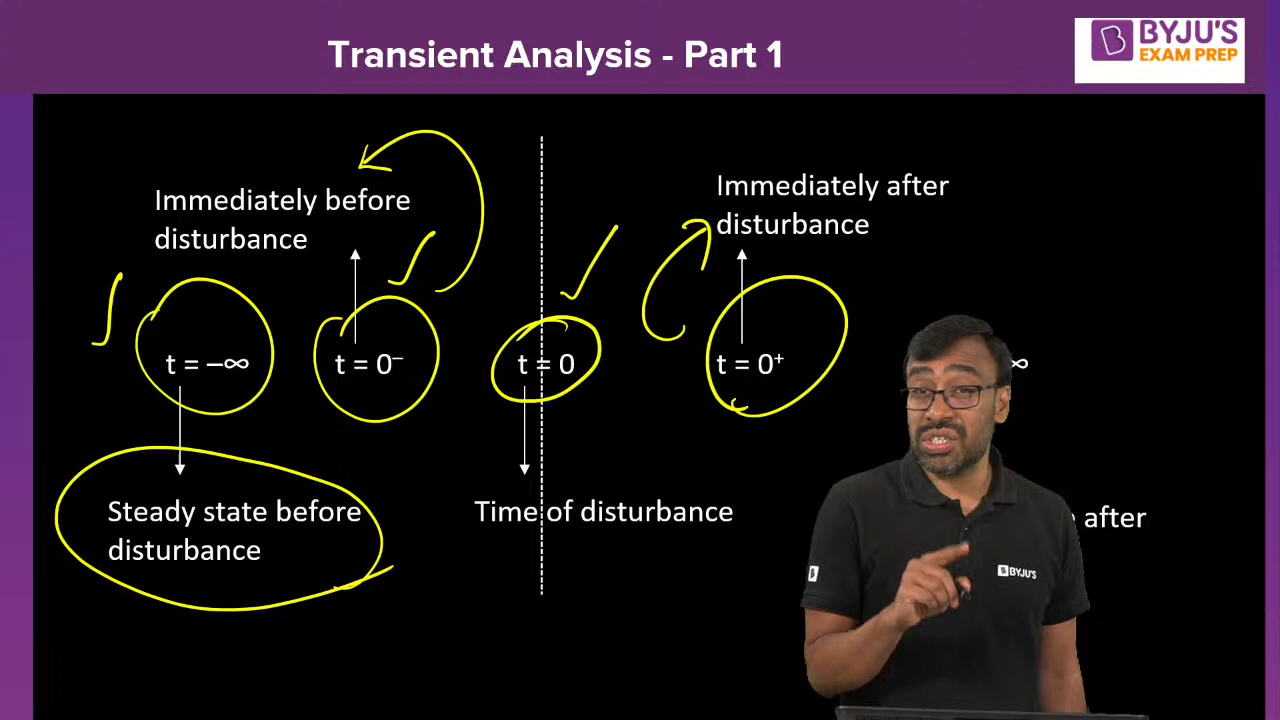 Transient Analysis - Part 1
BYJU'S
EXAM PREP
Immediately before
disturbance
Immediately after
disturbance
t = –∞
t = 0⁻
t = 0
t = 0⁺
∞
Steady state before
disturbance
Time of disturbance
after
BYJU'S